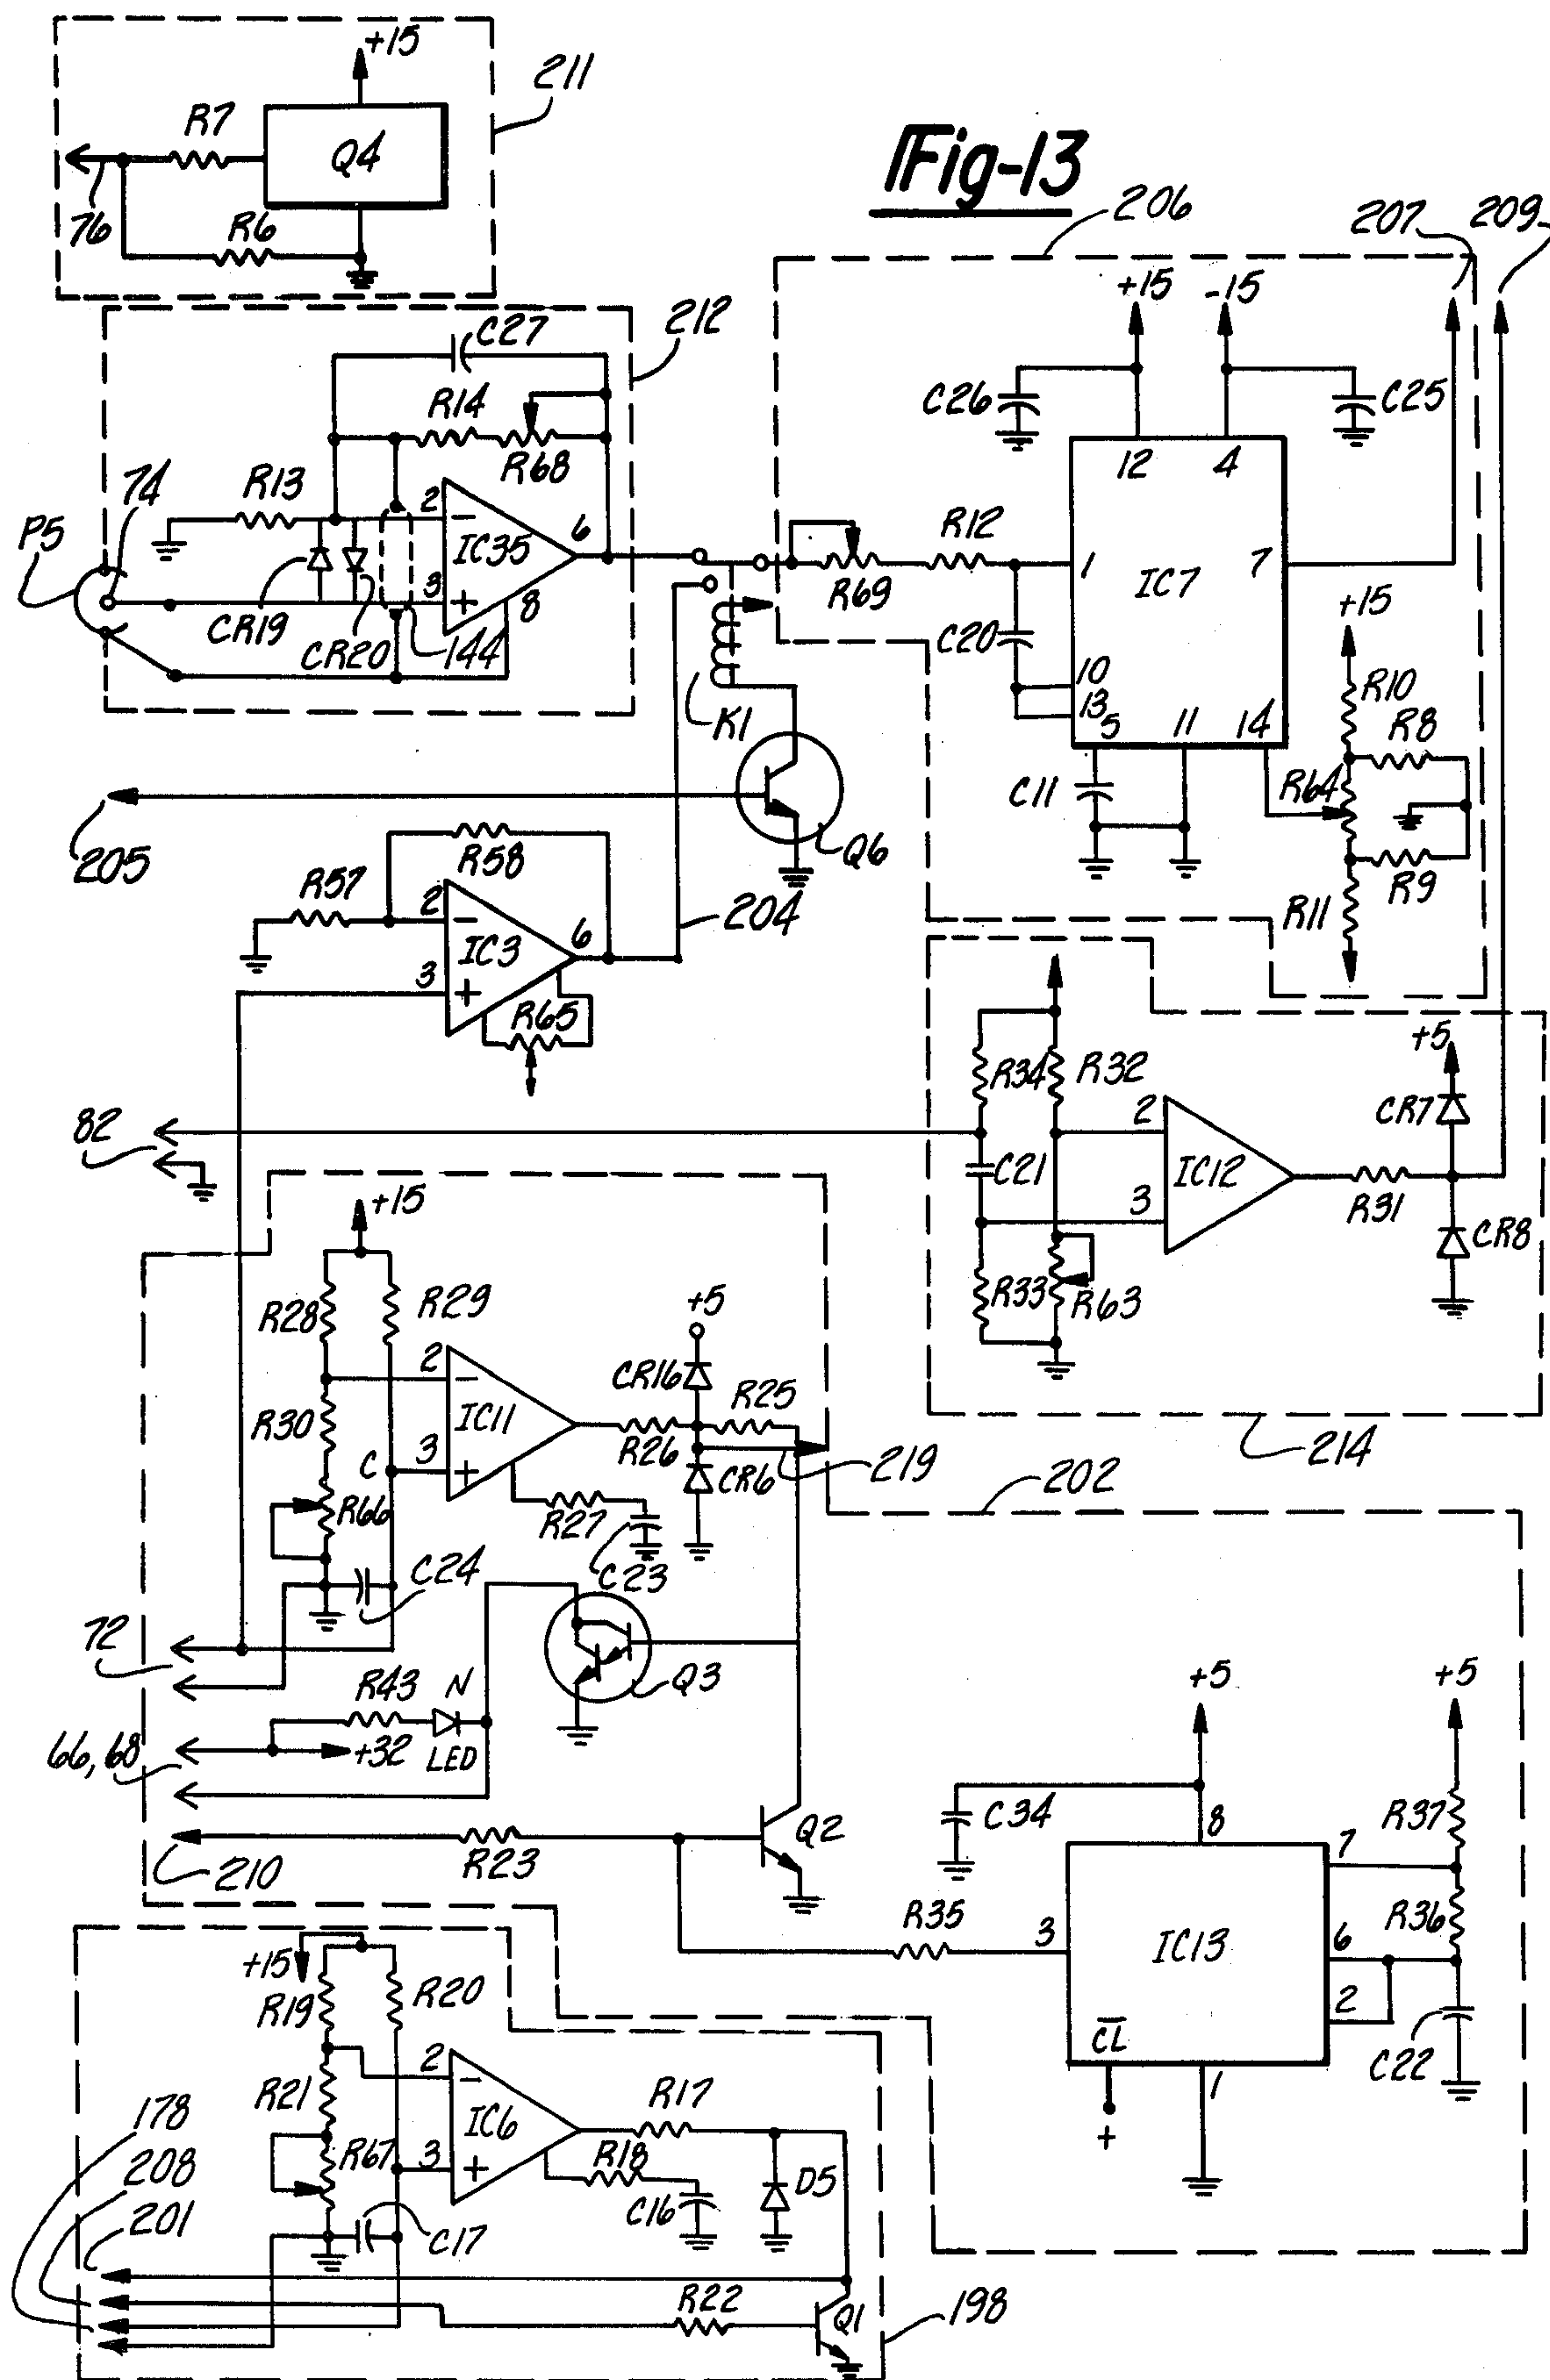 +15
211
R7
Q4
76
R6
Fig-13
206
207
209
212
C27
R14
R68
+15
-15
C26
C25
12
4
P5
74
R13
2
-
IC35
6
3
+
8
CR19
CR20
144
R69
R12
1
IC7
7
C20
10
13
5
11
14
+15
R10
R8
R64
R9
R11
K1
C11
205
Q6
R58
R57
2
-
IC3
6
3
+
R65
204
82
R34
R32
C21
2
3
IC12
R31
+5
CR7
CR8
R33
R63
214
+15
R28
R29
R30
C
2
-
IC11
3
+
R66
C24
R27
C23
+5
CR16
R25
R26
CR6
219
202
72
R43
N
LED
+32
66,68
Q3
210
R23
Q2
R35
+5
+5
C34
8
7
R37
R36
3
IC13
6
2
CL
+
1
C22
+15
R19
R20
R21
2
-
IC6
3
+
R67
R17
R18
C16
D5
C17
178
208
201
R22
Q1
198